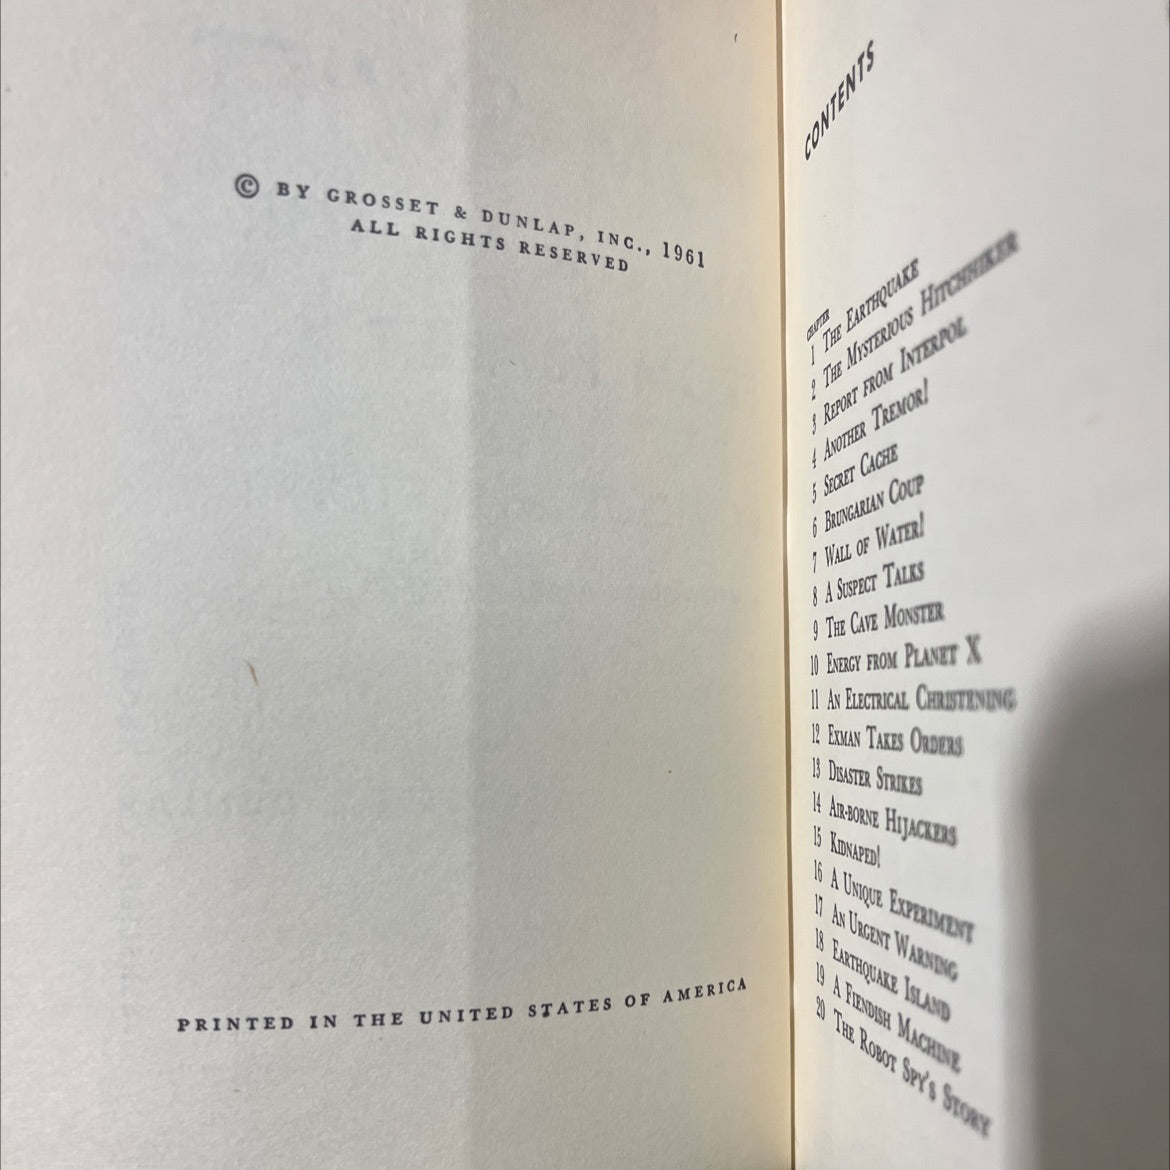 © BY GROSSET & DUNLAP, INC., 1961
ALL RIGHTS RESERVED
PRINTED IN THE UNITED STATES OF AMERICA
CONTENTS
CHAPTER
1 THE EARTHQUAKE
2 THE MYSTERIOUS HITCHHIKER
3 REPORT FROM INTERPOL
4 ANOTHER TREMOR!
5 SECRET CACHE
6 BRUNGARIAN COUP
7 WALL OF WATER!
8 A SUSPECT TALKS
9 THE CAVE MONSTER
10 ENERGY FROM PLANET X
11 AN ELECTRICAL CHRISTENING
12 EXMAN TAKES ORDERS
13 DISASTER STRIKES
14 AIR-BORNE HIJACKERS
15 KIDNAPED!
16 A UNIQUE EXPERIMENT
17 AN URGENT WARNING
18 EARTHQUAKE ISLAND
19 A FIENDISH MACHINE
20 THE ROBOT SPY'S STORY